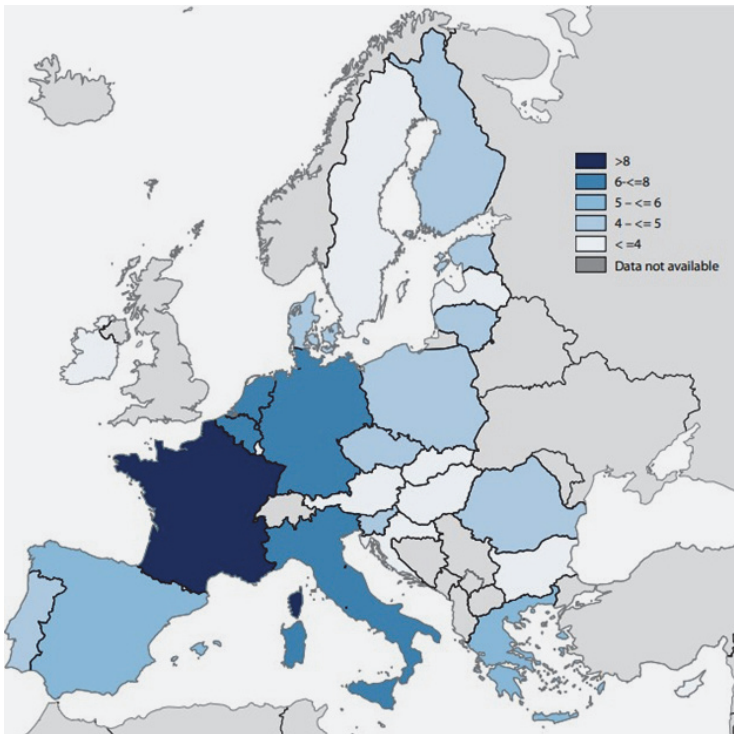 >8
6-<=8
5 – <= 6
4 – <= 5
< =4
Data not available